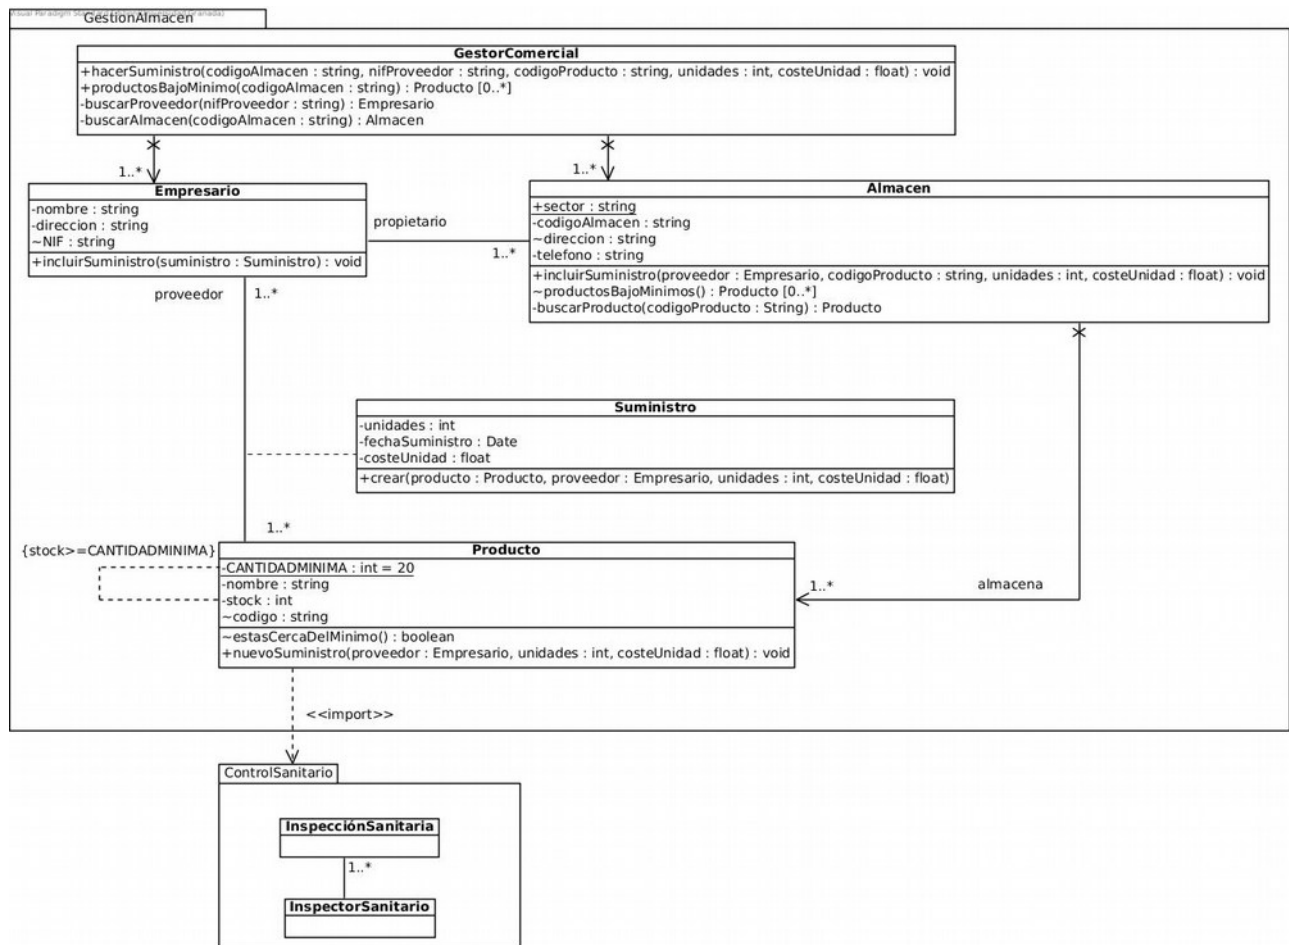 GestionAlmacen
GestorComercial
+hacerSuministro(codigoAlmacen : string, nifProveedor : string, codigoProducto : string, unidades : int, costeUnidad : float) : void
+productosBajoMinimo(codigoAlmacen : string) : Producto [0..*]
-buscarProveedor(nifProveedor : string) : Empresario
-buscarAlmacen(codigoAlmacen : string) : Almacen
1..*
1..*
Empresario
-nombre : string
-direccion : string
~NIF : string
+incluirSuministro(suministro : Suministro) : void
propietario
1..*
Almacen
+sector : string
-codigoAlmacen : string
~direccion : string
-telefono : string
+incluirSuministro(proveedor : Empresario, codigoProducto : string, unidades : int, costeUnidad : float) : void
~productosBajoMinimos() : Producto [0..*]
-buscarProducto(codigoProducto : String) : Producto
proveedor
1..*
Suministro
-unidades : int
-fechaSuministro : Date
-costeUnidad : float
+crear(producto : Producto, proveedor : Empresario, unidades : int, costeUnidad : float)
1..*
{stock>=CANTIDADMINIMA}
Producto
-CANTIDADMINIMA : int = 20
-nombre : string
-stock : int
~codigo : string
~estasCercaDelMinimo() : boolean
+nuevoSuministro(proveedor : Empresario, unidades : int, costeUnidad : float) : void
1..*
almacena
<<import>>
ControlSanitario
InspecciónSanitaria
1..*
InspectorSanitario